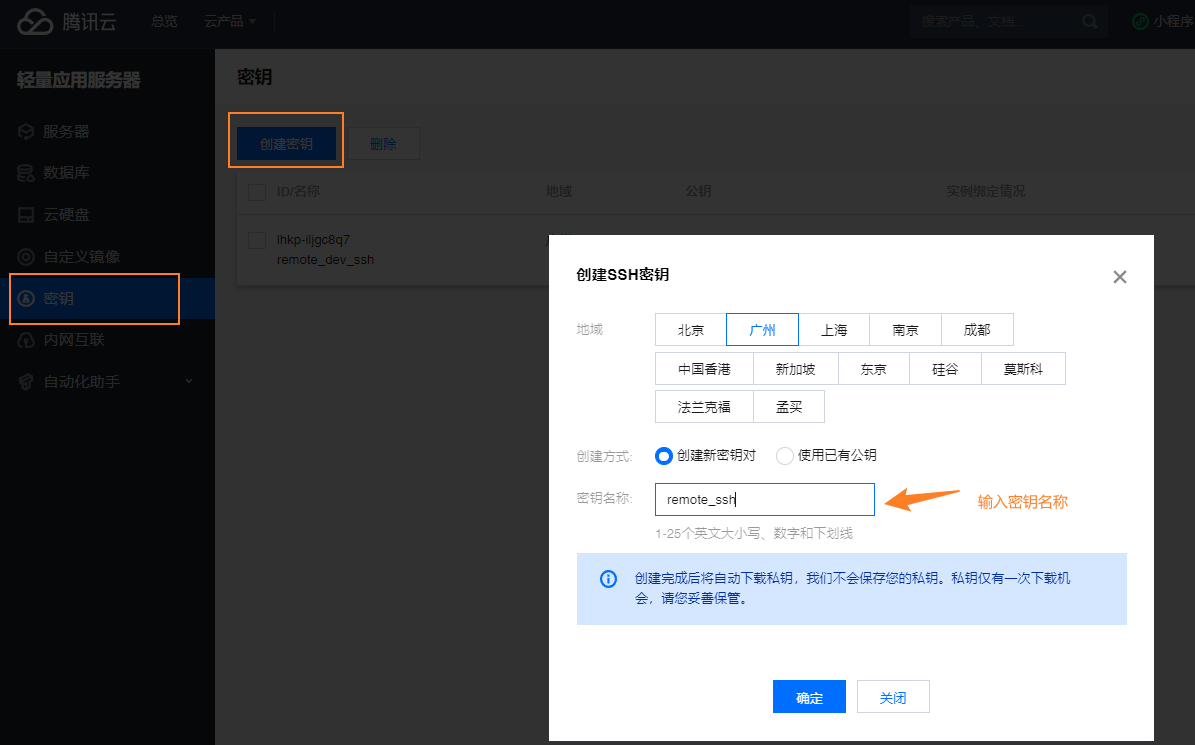 腾讯云
总览
云产品
搜索产品、文档...
小程序
轻量应用服务器
服务器
数据库
云硬盘
自定义镜像
密钥
内网互联
自动化助手
密钥
创建密钥
删除
ID/名称
地域
公钥
实例绑定情况
lhkp-iljgc8q7
remote_dev_ssh
创建SSH密钥
地域
北京
广州
上海
南京
成都
中国香港
新加坡
东京
硅谷
莫斯科
法兰克福
孟买
创建方式:
创建新密钥对
使用已有公钥
密钥名称:
remote_ssh
输入密钥名称
1-25个英文大小写、数字和下划线
创建完成后将自动下载私钥，我们不会保存您的私钥。私钥仅有一次下载机
会，请您妥善保管。
确定
关闭